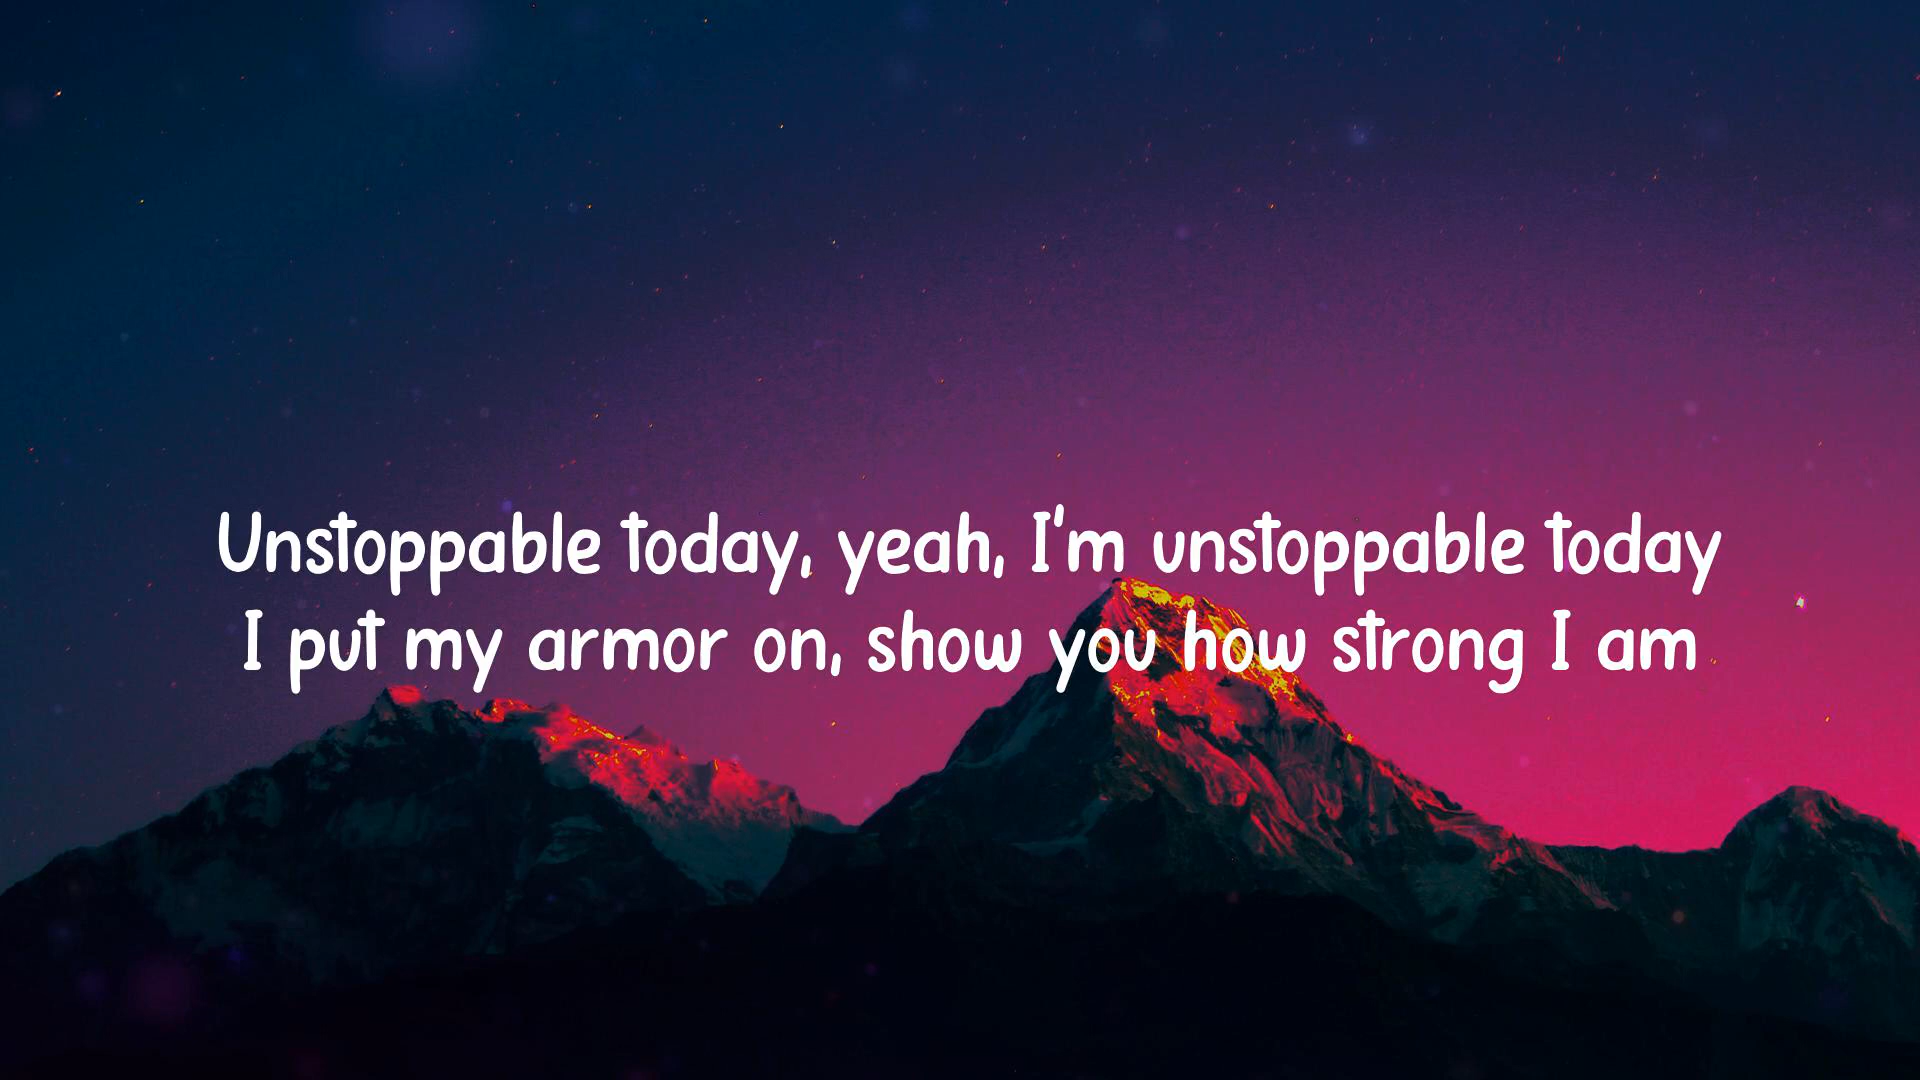 Unstoppable today, yeah, I'm unstoppable today
I put my armor on, show you how strong I am